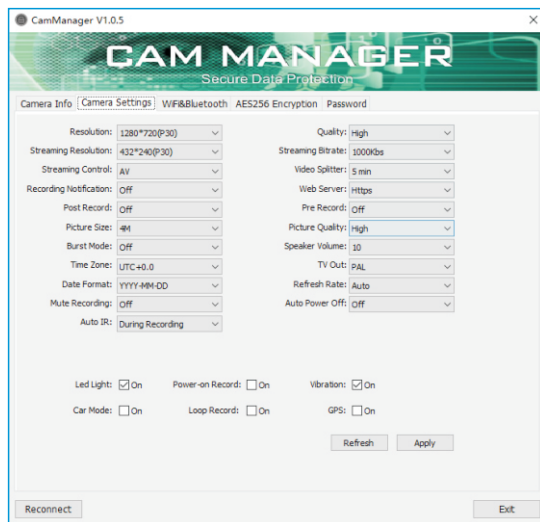 CamManager V1.0.5
CAM MANAGER
Secure Data Protection
Camera Info Camera Settings WiFi&Bluetooth AES256 Encryption Password
Resolution: 1280*720(P30) Quality: High
Streaming Resolution: 432*240(P30) Streaming Bitrate: 1000Kbs
Streaming Control: AV Video Splitter: 5 min
Recording Notification: Off Web Server: Https
Post Record: Off Pre Record: Off
Picture Size: 4M Picture Quality: High
Burst Mode: Off Speaker Volume: 10
Time Zone: UTC+0.0 TV Out: PAL
Date Format: YYYY-MM-DD Refresh Rate: Auto
Mute Recording: Off Auto Power Off: Off
Auto IR: During Recording
Led Light: On Power-on Record: On Vibration: On
Car Mode: On Loop Record: On GPS: On
Refresh Apply
Reconnect Exit